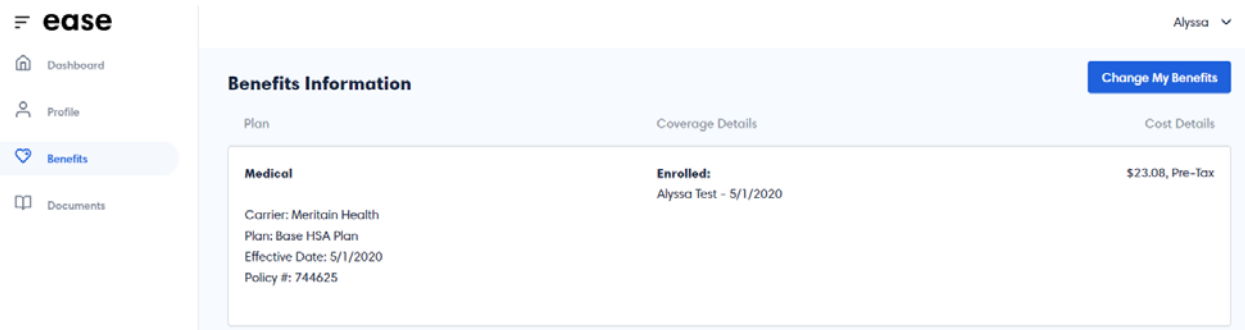 ease
Alyssa
Dashboard
Profile
Benefits
Documents
Benefits Information
Change My Benefits
Plan Coverage Details Cost Details
Medical Enrolled: $23.08, Pre-Tax
Alyssa Test - 5/1/2020
Carrier: Meritain Health
Plan: Base HSA Plan
Effective Date: 5/1/2020
Policy #: 744625